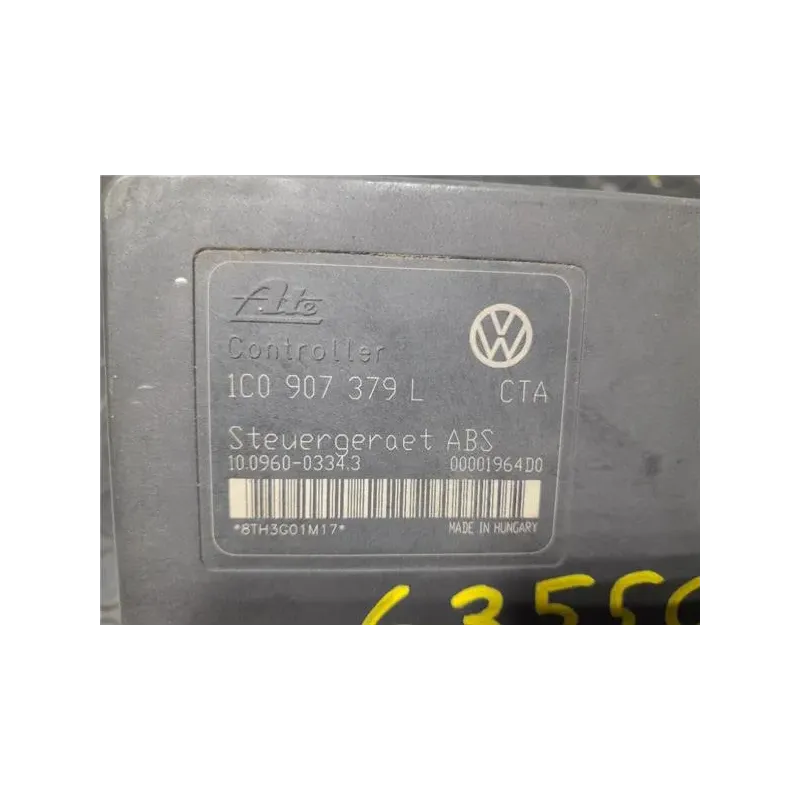 Ate
Controller
1C0 907 379 L CTA
Steuergeraet ABS
10.0960-0334.3 00001964D0
*8TH3G01M17* MADE IN HUNGARY